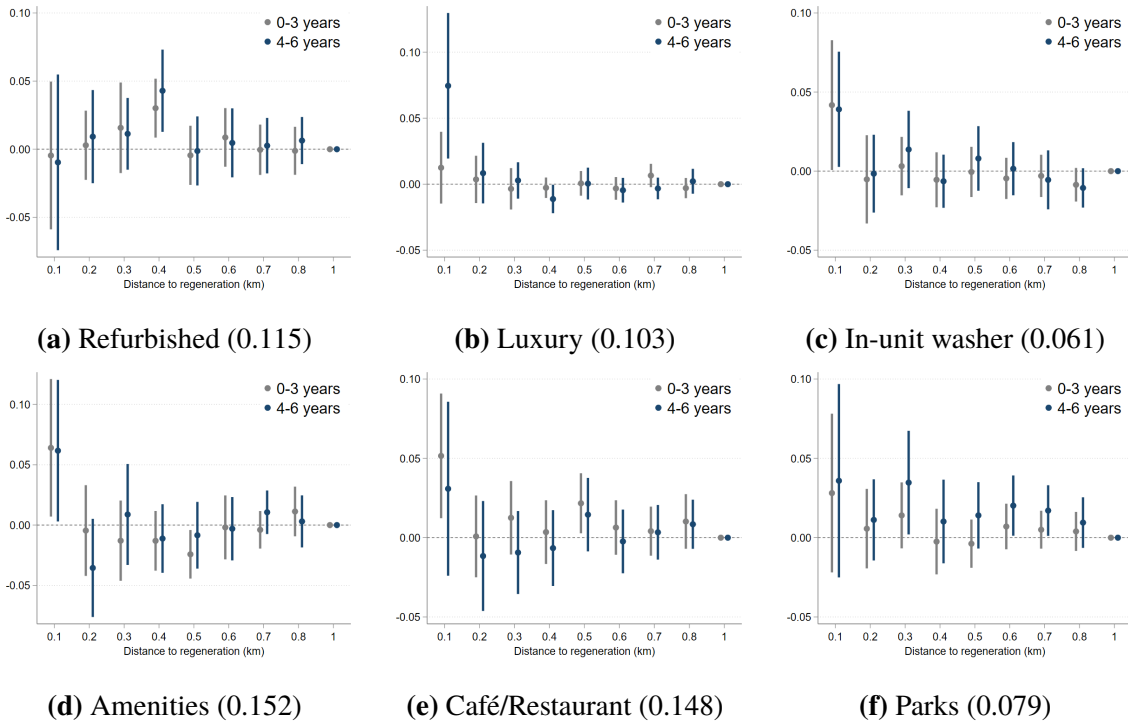 0.10
0.05
0.00
-0.05
0-3 years
4-6 years
0.1 0.2 0.3 0.4 0.5 0.6 0.7 0.8 1
Distance to regeneration (km)
(a) Refurbished (0.115)
0.10
0.05
0.00
-0.05
0-3 years
4-6 years
0.1 0.2 0.3 0.4 0.5 0.6 0.7 0.8 1
Distance to regeneration (km)
(b) Luxury (0.103)
0.10
0.05
0.00
-0.05
0-3 years
4-6 years
0.1 0.2 0.3 0.4 0.5 0.6 0.7 0.8 1
Distance to regeneration (km)
(c) In-unit washer (0.061)
0.10
0.05
0.00
-0.05
0-3 years
4-6 years
0.1 0.2 0.3 0.4 0.5 0.6 0.7 0.8 1
Distance to regeneration (km)
(d) Amenities (0.152)
0.10
0.05
0.00
-0.05
0-3 years
4-6 years
0.1 0.2 0.3 0.4 0.5 0.6 0.7 0.8 1
Distance to regeneration (km)
(e) Café/Restaurant (0.148)
0.10
0.05
0.00
-0.05
0-3 years
4-6 years
0.1 0.2 0.3 0.4 0.5 0.6 0.7 0.8 1
Distance to regeneration (km)
(f) Parks (0.079)